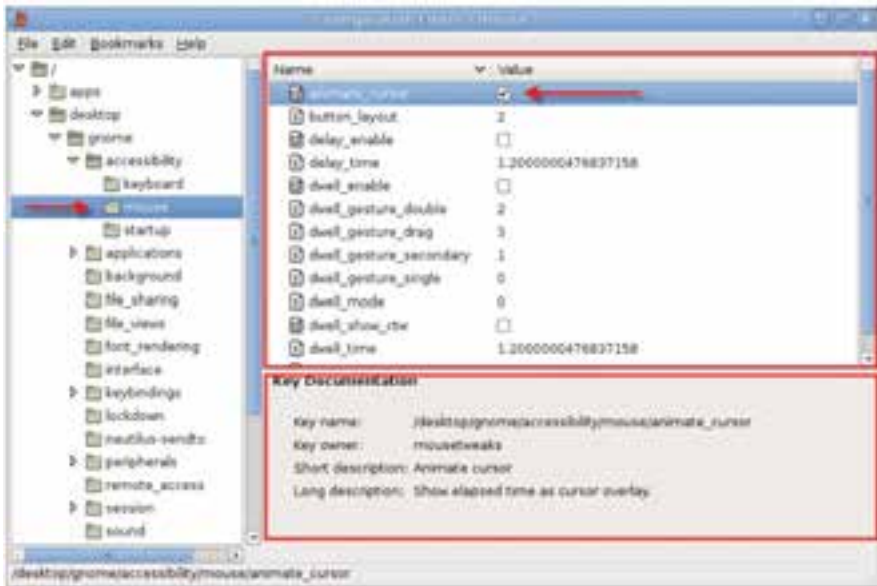 File Edit Bookmarks Help
/
apps
desktop
gnome
accessibility
keyboard
mouse
startup
applications
background
file_sharing
file_views
font_rendering
interface
keybindings
lockdown
nautilus-sendto
peripherals
remote_access
session
sound
Name Value
animate_cursor
button_layout 2
delay_enable
delay_time 1.2000000476837158
dwell_enable
dwell_gesture_double 2
dwell_gesture_drag 3
dwell_gesture_secondary 1
dwell_gesture_single 0
dwell_mode 0
dwell_show_ctw
dwell_time 1.2000000476837158
Key Documentation
Key name: /desktop/gnome/accessibility/mouse/animate_cursor
Key owner: mousetweaks
Short description: Animate cursor
Long description: Show elapsed time as cursor overlay.
/desktop/gnome/accessibility/mouse/animate_cursor